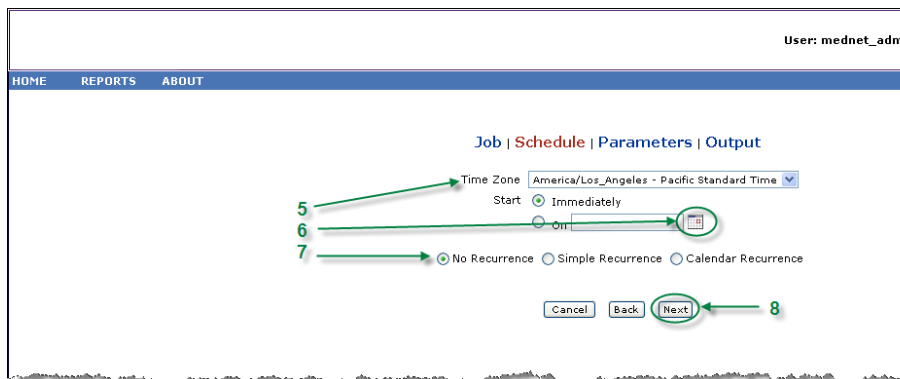 User: mednet_adm
HOME REPORTS ABOUT
Job | Schedule | Parameters | Output
Time Zone America/Los_Angeles - Pacific Standard Time
5
Start Immediately
6
On
7
No Recurrence Simple Recurrence Calendar Recurrence
Cancel Back Next
8